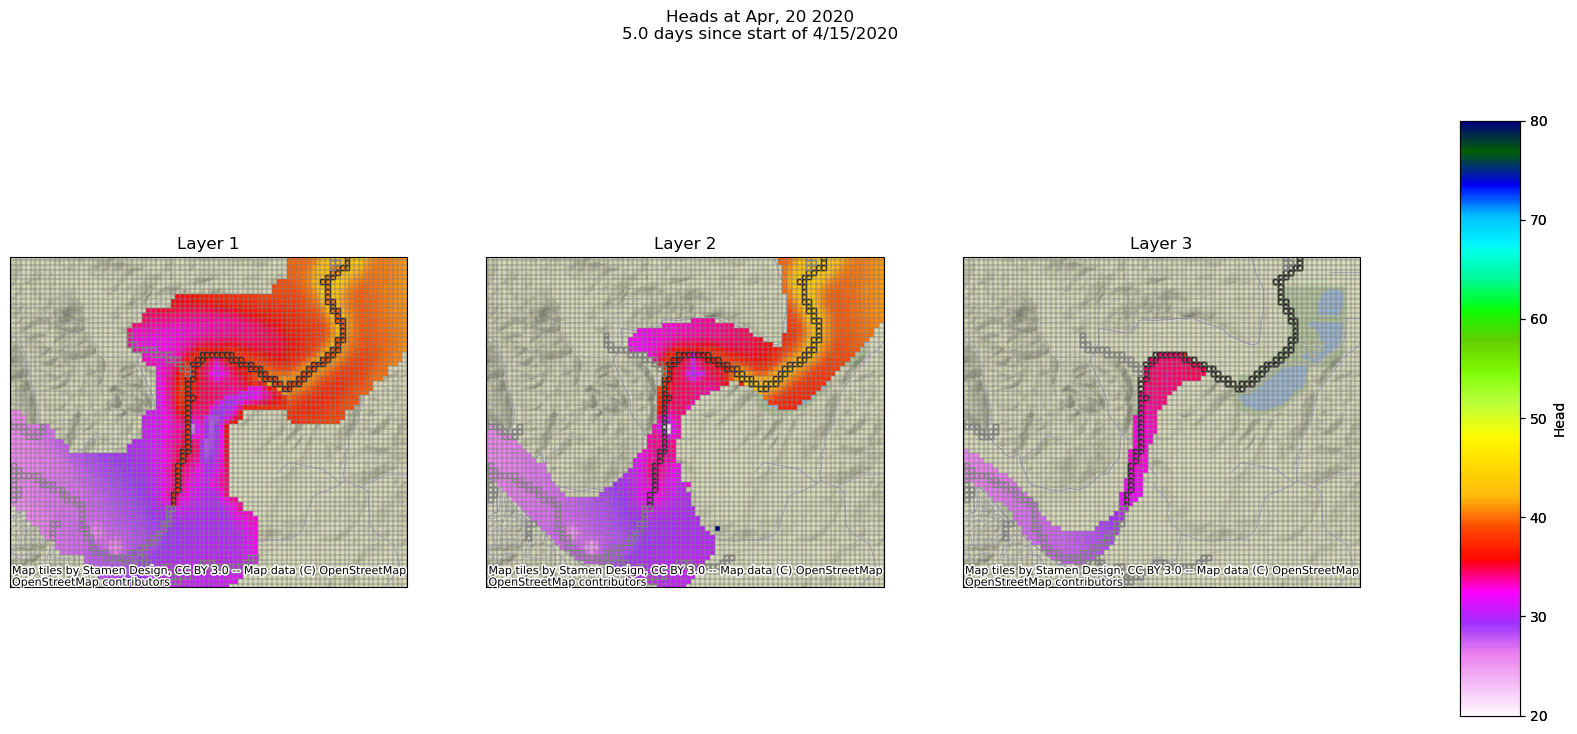 Heads at Apr, 20 2020
5.0 days since start of 4/15/2020
Layer 1
Layer 2
Layer 3
Map tiles by Stamen Design, CC BY 3.0 -- Map data (C) OpenStreetMap
OpenStreetMap contributors
Map tiles by Stamen Design, CC BY 3.0 -- Map data (C) OpenStreetMap
OpenStreetMap contributors
Map tiles by Stamen Design, CC BY 3.0 -- Map data (C) OpenStreetMap
OpenStreetMap contributors
80
70
60
50
40
30
20
Head